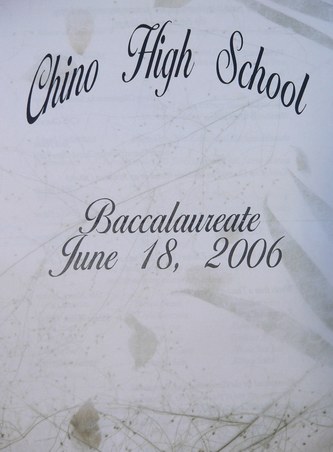 Chino High School
Baccalaureate
June 18, 2006